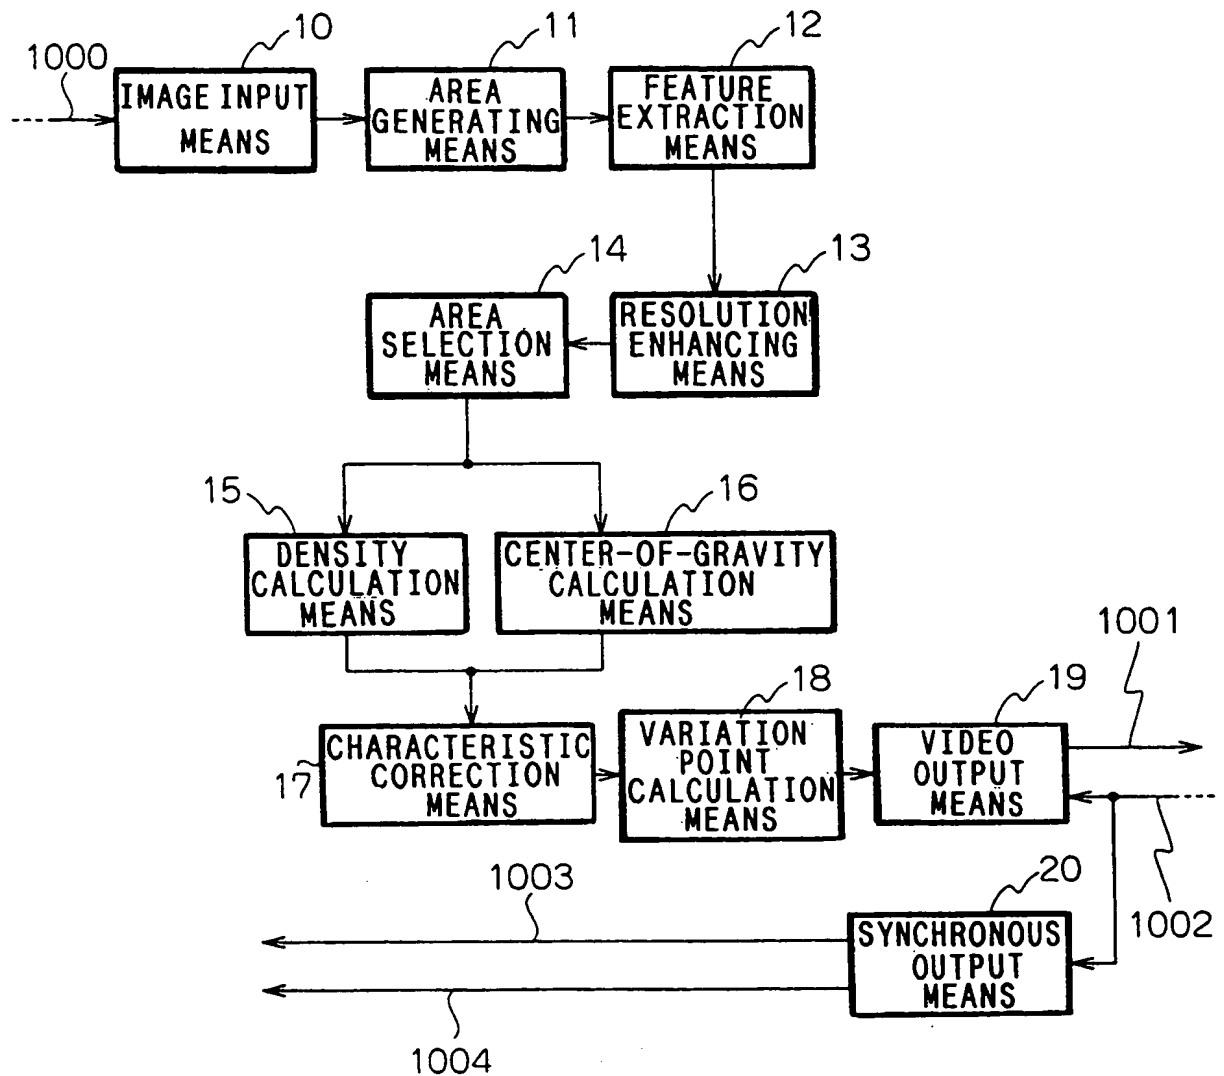 10
11
12
1000
IMAGE INPUT
MEANS
AREA
GENERATING
MEANS
FEATURE
EXTRACTION
MEANS
14
13
AREA
SELECTION
MEANS
RESOLUTION
ENHANCING
MEANS
15
16
DENSITY
CALCULATION
MEANS
CENTER-OF-GRAVITY
CALCULATION
MEANS
1001
18
19
17
CHARACTERISTIC
CORRECTION
MEANS
VARIATION
POINT
CALCULATION
MEANS
VIDEO
OUTPUT
MEANS
1003
20
1002
SYNCHRONOUS
OUTPUT
MEANS
1004